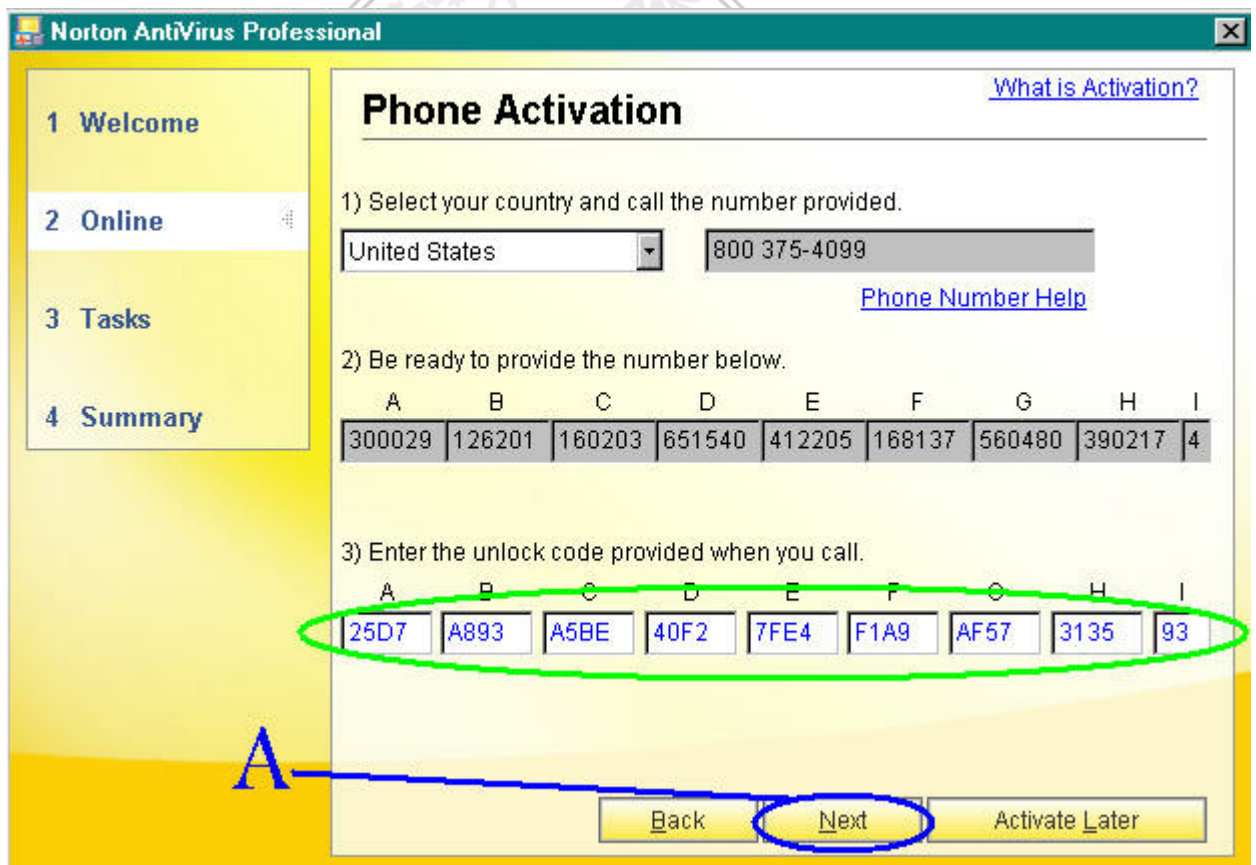 Norton AntiVirus Professional
1 Welcome
2 Online
3 Tasks
4 Summary
Phone Activation
What is Activation?
1) Select your country and call the number provided.
United States 800 375-4099
Phone Number Help
2) Be ready to provide the number below.
A B C D E F G H I
300029 126201 160203 651540 412205 168137 560480 390217 4
3) Enter the unlock code provided when you call.
A B C D E F G H I
25D7 A893 A5BE 40F2 7FE4 F1A9 AF57 3135 93
A
Back Next Activate Later